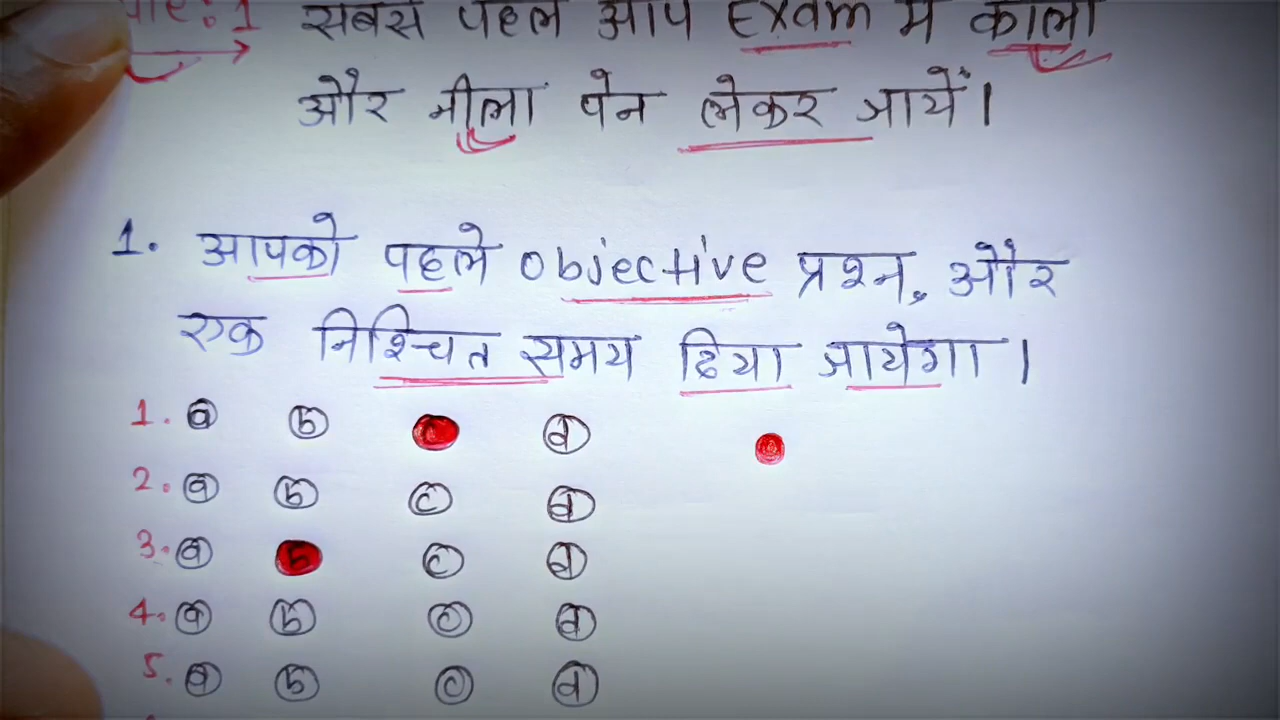 सबसे पहले आप Exam में काला
और नीला पेन लेकर जायें।
1. आपको पहले objective प्रश्न, और
एक निश्चित समय दिया जायेगा।
1. a b c d
2. a b c d
3. a b c d
4. a b c d
5. a b c d